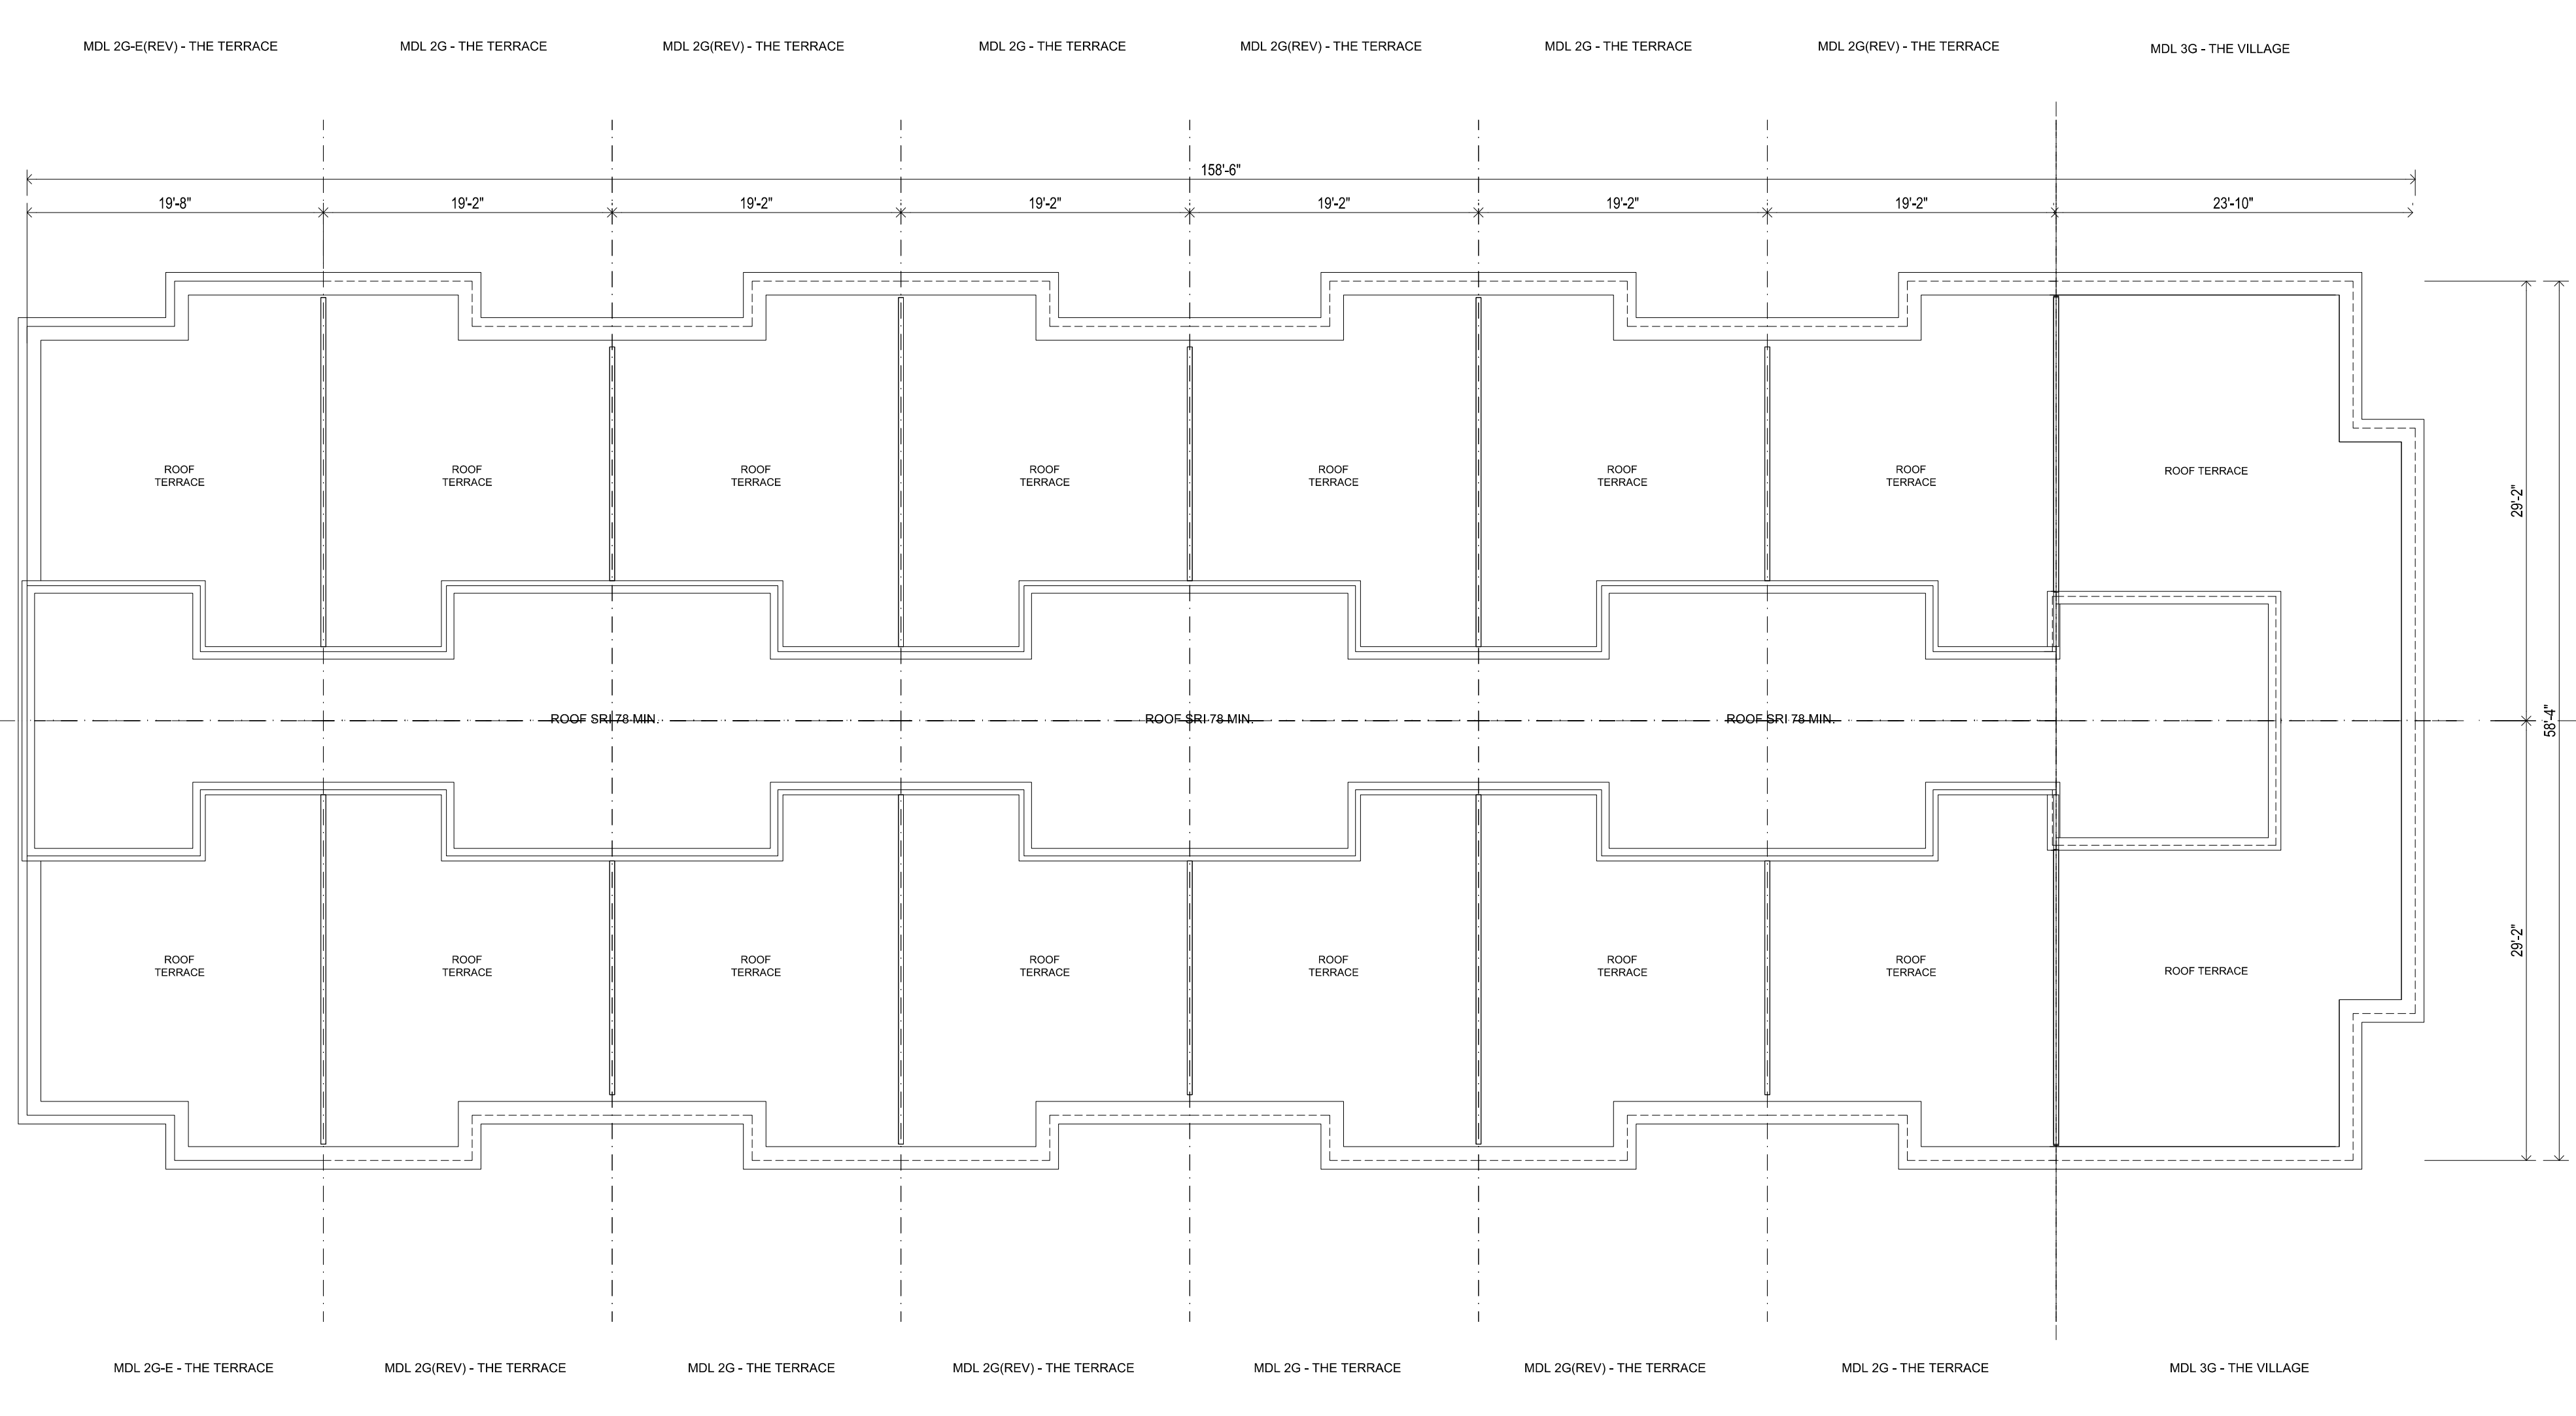 MDL 2G-E(REV) - THE TERRACE
MDL 2G - THE TERRACE
MDL 2G(REV) - THE TERRACE
MDL 2G - THE TERRACE
MDL 2G(REV) - THE TERRACE
MDL 2G - THE TERRACE
MDL 2G(REV) - THE TERRACE
MDL 3G - THE VILLAGE
158'-6"
19'-8"
19'-2"
19'-2"
19'-2"
19'-2"
19'-2"
19'-2"
23'-10"
ROOF
TERRACE
ROOF
TERRACE
ROOF
TERRACE
ROOF
TERRACE
ROOF
TERRACE
ROOF
TERRACE
ROOF
TERRACE
ROOF TERRACE
29'-2"
ROOF SRI 78 MIN.
ROOF SRI 78 MIN.
ROOF SRI 78 MIN.
58'-4"
ROOF
TERRACE
ROOF
TERRACE
ROOF
TERRACE
ROOF
TERRACE
ROOF
TERRACE
ROOF
TERRACE
ROOF
TERRACE
ROOF TERRACE
29'-2"
MDL 2G-E - THE TERRACE
MDL 2G(REV) - THE TERRACE
MDL 2G - THE TERRACE
MDL 2G(REV) - THE TERRACE
MDL 2G - THE TERRACE
MDL 2G(REV) - THE TERRACE
MDL 2G - THE TERRACE
MDL 3G - THE VILLAGE